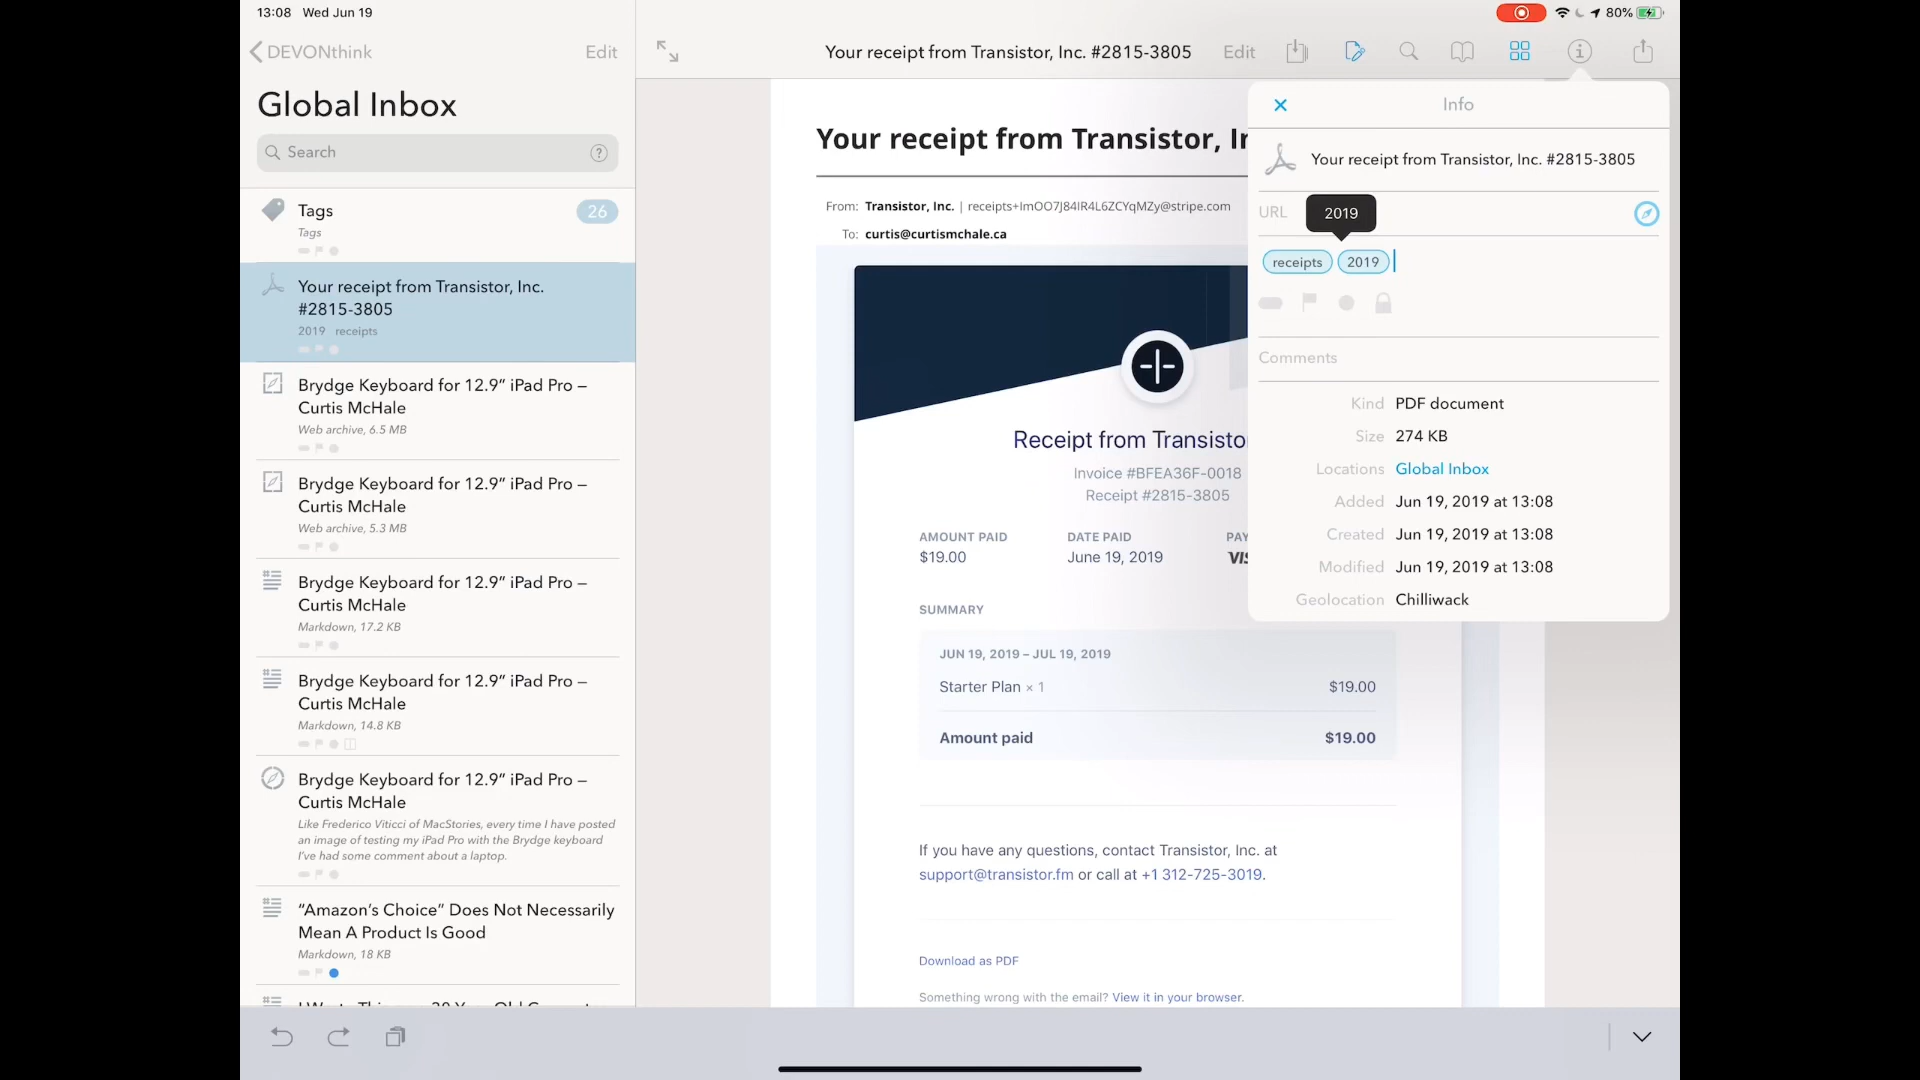 13:08 Wed Jun 19
80%
DEVONthink
Edit
Global Inbox
Search
?
Tags
26
Tags
Your receipt from Transistor, Inc.
#2815-3805
2019 receipts
Brydge Keyboard for 12.9” iPad Pro –
Curtis McHale
Web archive, 6.5 MB
Brydge Keyboard for 12.9” iPad Pro –
Curtis McHale
Web archive, 5.3 MB
Brydge Keyboard for 12.9” iPad Pro –
Curtis McHale
Markdown, 17.2 KB
Brydge Keyboard for 12.9” iPad Pro –
Curtis McHale
Markdown, 14.8 KB
Brydge Keyboard for 12.9” iPad Pro –
Curtis McHale
Like Frederico Viticci of MacStories, every time I have posted
an image of testing my iPad Pro with the Brydge keyboard
I’ve had some comment about a laptop.
“Amazon’s Choice” Does Not Necessarily
Mean A Product Is Good
Markdown, 18 KB
Your receipt from Transistor, Inc. #2815-3805
Edit
Your receipt from Transistor, 
From: Transistor, Inc. | receipts+ImOO7J84IR4L6ZCYqMZy@stripe.com
To: curtis@curtismchale.ca
Receipt from Transisto
Invoice #BFEA36F-0018
Receipt #2815-3805
AMOUNT PAID
$19.00
DATE PAID
June 19, 2019
PAY
VIS
SUMMARY
JUN 19, 2019 – JUL 19, 2019
Starter Plan × 1 $19.00
Amount paid $19.00
If you have any questions, contact Transistor, Inc. at
support@transistor.fm or call at +1 312-725-3019.
Download as PDF
Something wrong with the email? View it in your browser.
Info
Your receipt from Transistor, Inc. #2815-3805
URL
2019
receipts 2019
Comments
Kind PDF document
Size 274 KB
Locations Global Inbox
Added Jun 19, 2019 at 13:08
Created Jun 19, 2019 at 13:08
Modified Jun 19, 2019 at 13:08
Geolocation Chilliwack